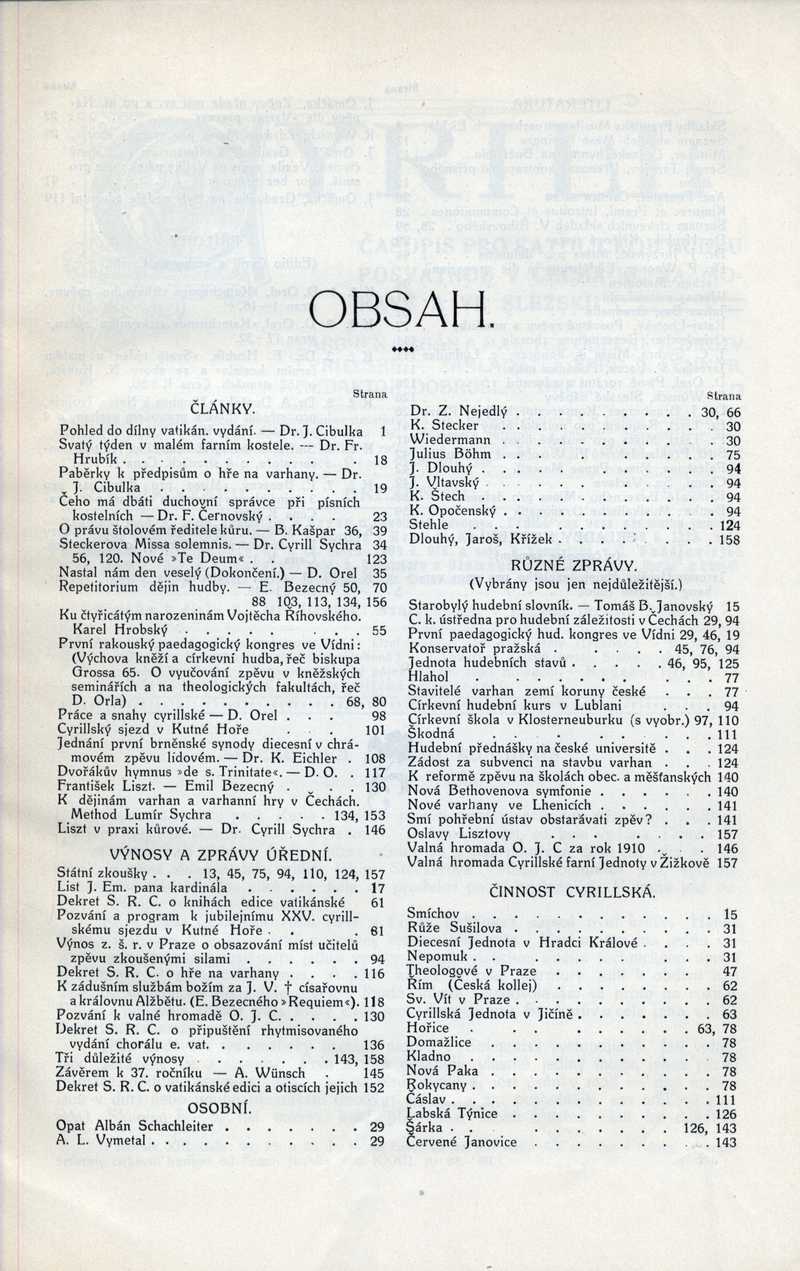 OBSAH.
Strana
ČLÁNKY.
Pohled do dílny vatikán. vydání. — Dr. J. Cibulka 1
Svatý týden v malém farním kostele. — Dr. Fr.
Hrubík . . . . . . . . . . . 18
Paběrky k předpisům o hře na varhany. — Dr.
J. Cibulka . . . . . . . . . . 19
Čeho má dbáti duchovní správce při písních
kostelních — Dr. F. Černovský . . . . 23
O právu štolovém ředitele kůru. — B. Kašpar 36, 39
Steckerova Missa solemnis. — Dr. Cyrill Sychra 34
56, 120. Nové »Te Deum« . . 123
Nastal nám den veselý (Dokončení.) — D. Orel 35
Repetitorium dějin hudby. — E. Bezecný 50, 70
88 103, 113, 134, 156
Ku čtyřicátým narozeninám Vojtěcha Říhovského.
Karel Hrobský . . . . . . . . 55
První rakouský paedagogický kongres ve Vídni:
(Výchova kněží a církevní hudba, řeč biskupa
Grossa 65. O vyučování zpěvu v kněžských
seminářích a na theologických fakultách, řeč
D. Orla) . . . . . . . . . . 68, 80
Práce a snahy cyrillské — D. Orel . . . 98
Cyrillský sjezd v Kutné Hoře . . . 101
Jednání první brněnské synody diecesní v chrá-
movém zpěvu lidovém. — Dr. K. Eichler . 108
Dvořákův hymnus »de s. Trinitate«. — D. O. . 117
František Liszt. — Emil Bezecný . . . . 130
K dějinám varhan a varhanní hry v Čechách.
Method Lumír Sychra . . . . . 134, 153
Liszt v praxi kůrové. — Dr. Cyrill Sychra . 146
VÝNOSY A ZPRÁVY ÚŘEDNÍ.
Státní zkoušky . . . 13, 45, 75, 94, 110, 124, 157
List J. Em. pana kardinála . . . . . . 17
Dekret S. R. C. o knihách edice vatikánské 61
Pozvání a program k jubilejnímu XXV. cyrill-
skému sjezdu v Kutné Hoře . . . 61
Výnos z. š. r. v Praze o obsazování míst učitelů
zpěvu zkoušenými silami . . . . . . 94
Dekret S. R. C. o hře na varhany . . . . 116
K zádušním službám božím za J. V. † císařovnu
a královnu Alžbětu. (E. Bezecného »Requiem«). 118
Pozvání k valné hromadě O. J. C. . . . . 130
Dekret S. R. C. o připuštění rhytmisovaného
vydání chorálu e. vat. . . . . . . 136
Tři důležité výnosy . . . . . . 143, 158
Závěrem k 37. ročníku — A. Wünsch . 145
Dekret S. R. C. o vatikánské edici a otiscích jejich 152
OSOBNÍ.
Opat Albán Schachleiter . . . . . . . 29
A. L. Vymetal . . . . . . . . . . . 29
Strana
Dr. Z. Nejedlý . . . . . . . . . 30, 66
K. Stecker . . . . . . . . . . 30
Wiedermann . . . . . . . . . . 30
Julius Böhm . . . . . . . . . 75
J. Dlouhý . . . . . . . . . . 94
J. Vltavský . . . . . . . . . . 94
K. Štech . . . . . . . . . . . 94
K. Opočenský . . . . . . . . . . 94
Stehle . . . . . . . . . . 124
Dlouhý, Jaroš, Křížek . . . . . . . . 158
RŮZNÉ ZPRÁVY.
(Vybrány jsou jen nejdůležitější.)
Starobylý hudební slovník. — Tomáš B. Janovský 15
C. k. ústředna pro hudební záležitosti v Čechách 29, 94
První paedagogický hud. kongres ve Vídni 29, 46, 19
Konservatoř pražská . . . . . 45, 76, 94
Jednota hudebních stavů . . . . . 46, 95, 125
Hlahol . . . . . . . . . . 77
Stavitelé varhan zemí koruny české . . . 77
Církevní hudební kurs v Lublani . . . 94
Církevní škola v Klosterneuburku (s vyobr.) 97, 110
Škodná . . . . . . . . . 111
Hudební přednášky na české universitě . . . 124
Žádost za subvenci na stavbu varhan . . . 124
K reformě zpěvu na školách obec. a měšťanských 140
Nová Bethovenova symfonie . . . . . . 140
Nové varhany ve Lhenicích . . . . . . 141
Smí pohřební ústav obstarávati zpěv? . . . 141
Oslavy Lisztovy . . . . . . . 157
Valná hromada O. J. C za rok 1910 . . . 146
Valná hromada Cyrillské farní Jednoty v Žižkově 157
ČINNOST CYRILLSKÁ.
Smíchov . . . . . . . . . . . . 15
Růže Sušilova . . . . . . . . . . 31
Diecesní Jednota v Hradci Králové . . . . 31
Nepomuk . . . . . . . . . . 31
Theologové v Praze . . . . . . . 47
Řím (Česká kollej) . . . . . . . . 62
Sv. Vít v Praze . . . . . . . . . . 62
Cyrillská Jednota v Jičíně . . . . . . . 63
Hořice . . . . . . . . . 63, 78
Domažlice . . . . . . . . . . . 78
Kladno . . . . . . . . . . . 78
Nová Paka . . . . . . . . . . . 78
Rokycany . . . . . . . . . . . 78
Čáslav . . . . . . . . . . . . . 111
Labská Týnice . . . . . . . . . . 126
Šárka . . . . . . . . . 126, 143
Červené Janovice . . . . . . . . . 143